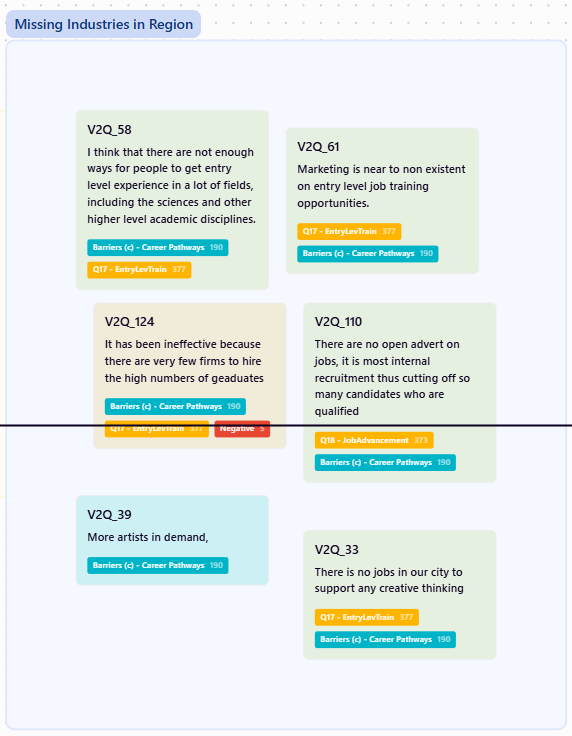 Missing Industries in Region
V2Q_58
I think that there are not enough
ways for people to get entry
level experience in a lot of fields,
including the sciences and other
higher level academic disciplines.
Barriers (c) - Career Pathways 190
Q17 - EntryLevTrain 377
V2Q_61
Marketing is near to non existent
on entry level job training
opportunities.
Q17 - EntryLevTrain 377
Barriers (c) - Career Pathways 190
V2Q_124
It has been ineffective because
there are very few firms to hire
the high numbers of geaduates
Barriers (c) - Career Pathways 190
Q17 - EntryLevTrain 377 Negative 5
V2Q_110
There are no open advert on
jobs, it is most internal
recruitment thus cutting off so
many candidates who are
qualified
Q18 - JobAdvancement 373
Barriers (c) - Career Pathways 190
V2Q_39
More artists in demand,
Barriers (c) - Career Pathways 190
V2Q_33
There is no jobs in our city to
support any creative thinking
Q17 - EntryLevTrain 377
Barriers (c) - Career Pathways 190